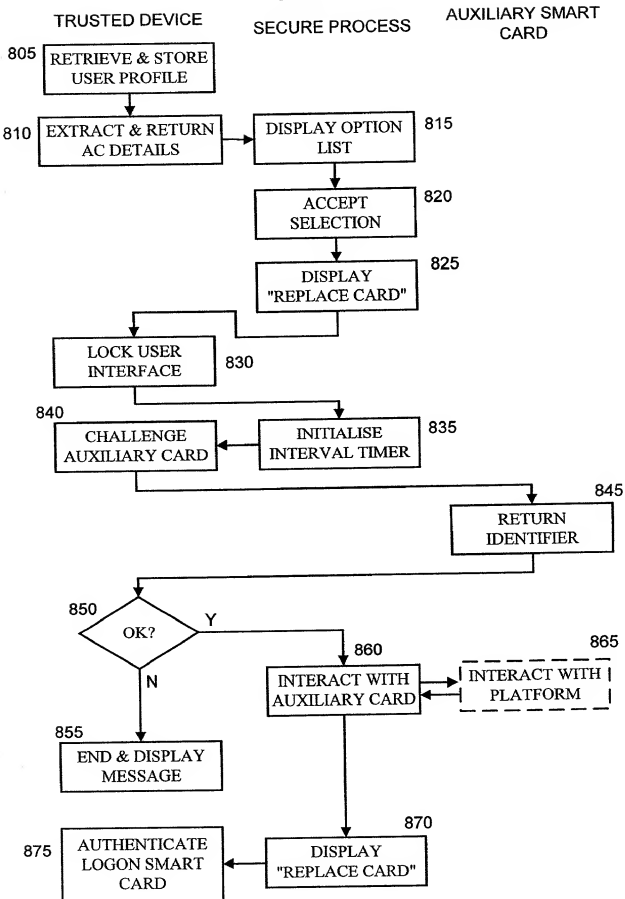 TRUSTED DEVICE
SECURE PROCESS
AUXILIARY SMART
CARD
805
RETRIEVE & STORE
USER PROFILE
810
EXTRACT & RETURN
AC DETAILS
DISPLAY OPTION
LIST
815
ACCEPT
SELECTION
820
DISPLAY
"REPLACE CARD"
825
LOCK USER
INTERFACE
830
840
CHALLENGE
AUXILIARY CARD
INITIALISE
INTERVAL TIMER
835
845
RETURN
IDENTIFIER
850
OK?
Y
N
860
INTERACT WITH
AUXILIARY CARD
865
INTERACT WITH
PLATFORM
855
END & DISPLAY
MESSAGE
870
DISPLAY
"REPLACE CARD"
875
AUTHENTICATE
LOGON SMART
CARD